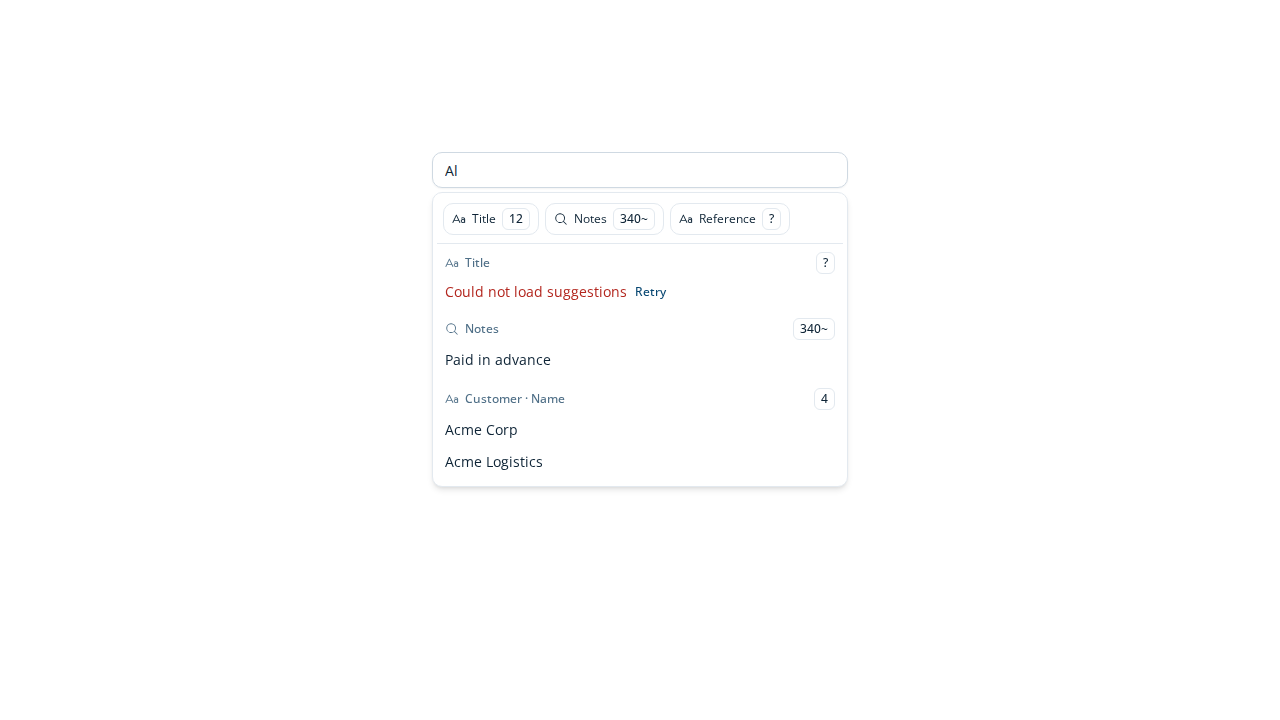 Al
Aa Title 12 Notes 340~ Aa Reference ?
Aa Title ?
Could not load suggestions Retry
Notes 340~
Paid in advance
Aa Customer · Name 4
Acme Corp
Acme Logistics